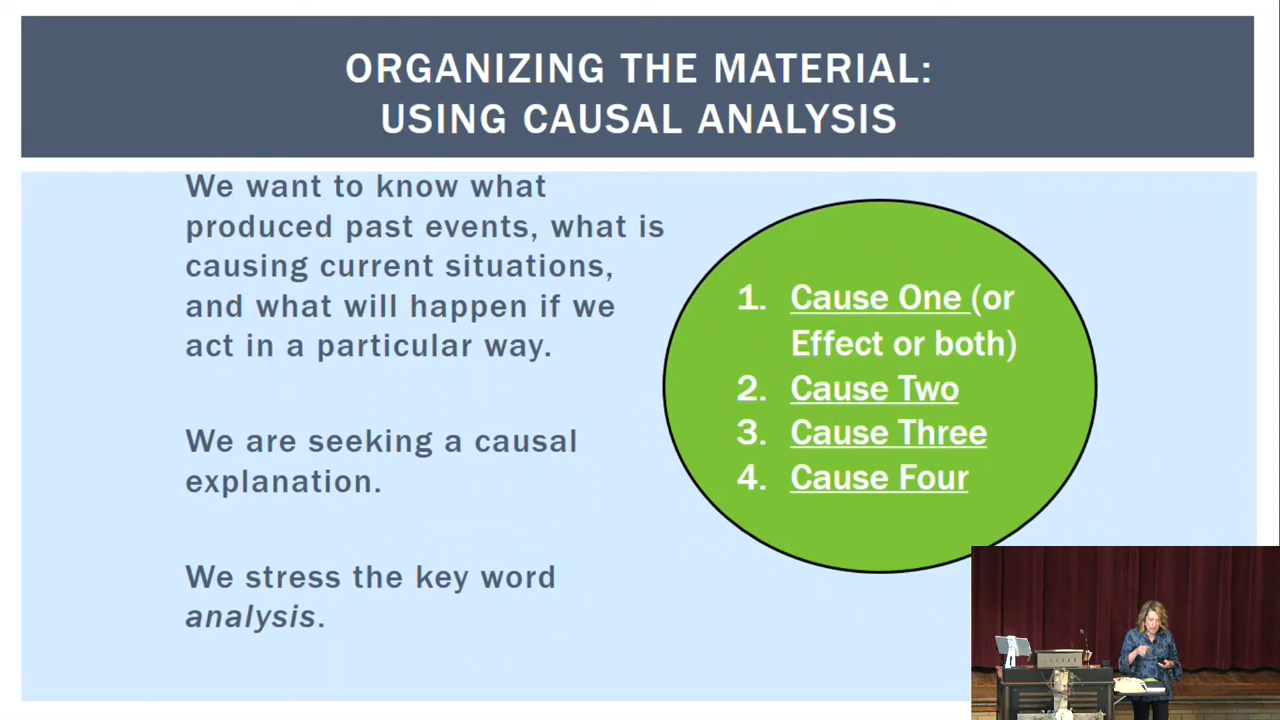 ORGANIZING THE MATERIAL:
USING CAUSAL ANALYSIS
We want to know what
produced past events, what is
causing current situations,
and what will happen if we
act in a particular way.
We are seeking a causal
explanation.
We stress the key word
analysis.
1. Cause One (or
Effect or both)
2. Cause Two
3. Cause Three
4. Cause Four